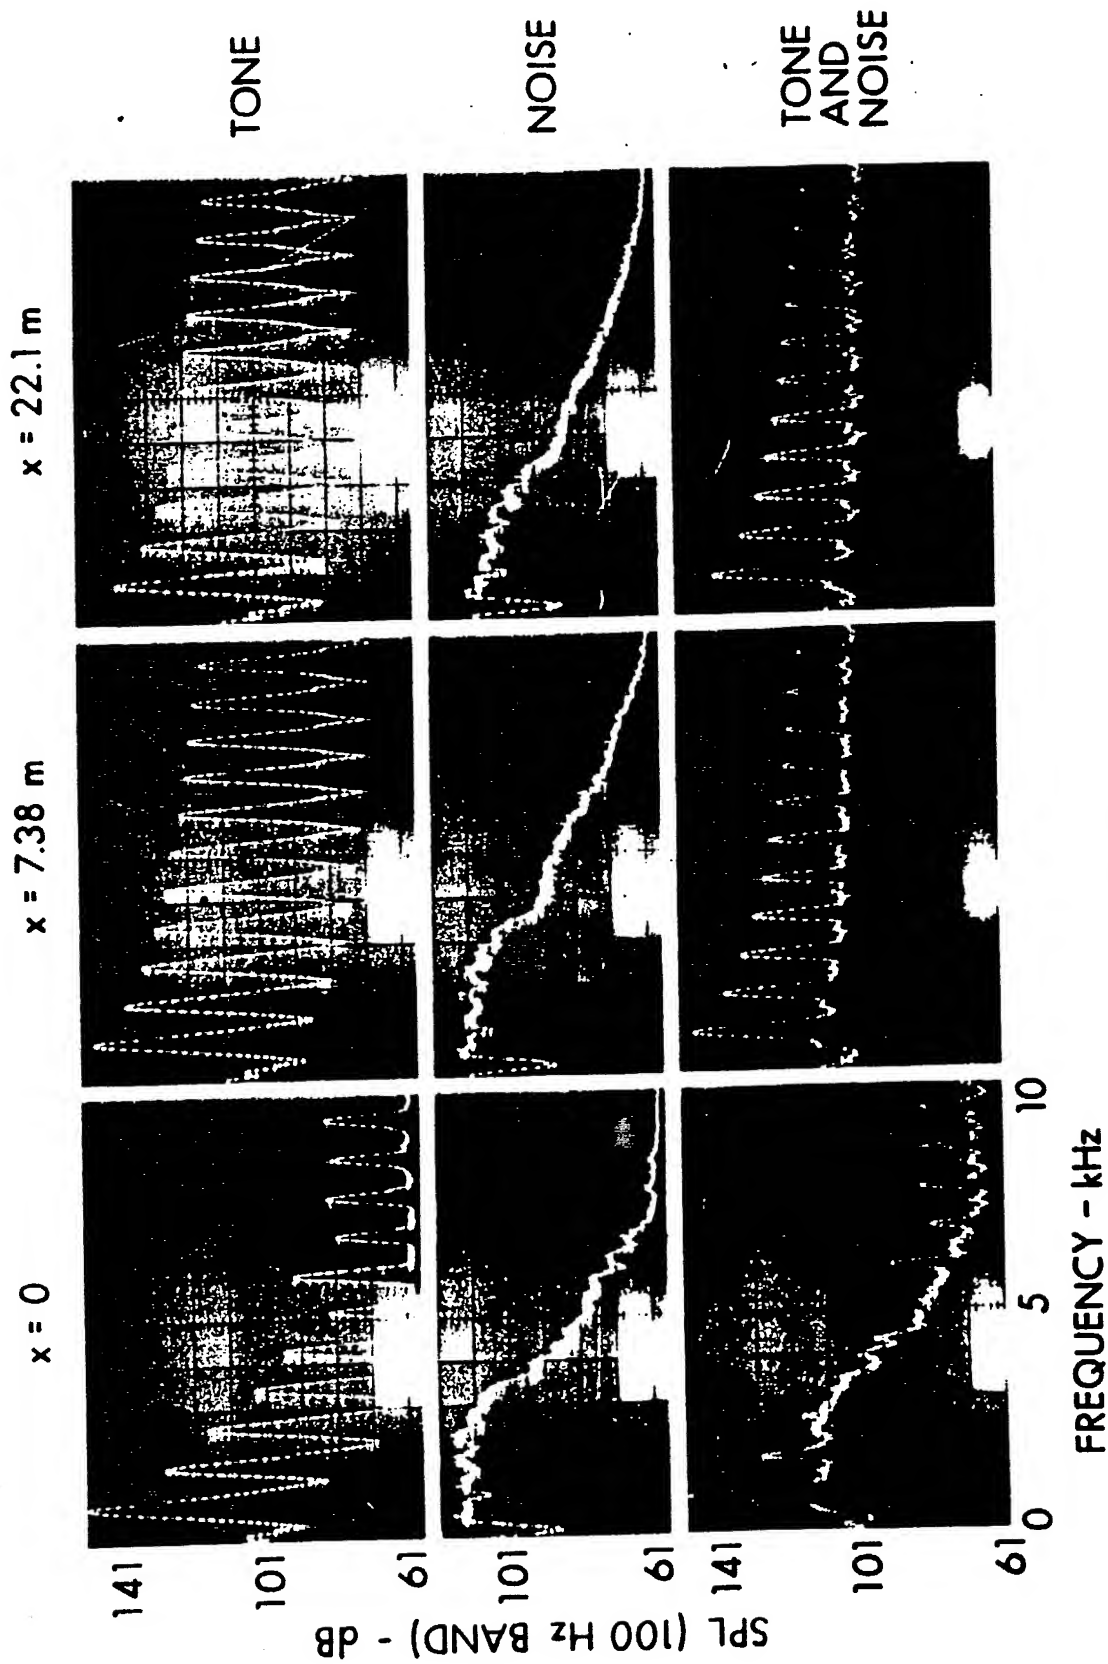 x = 0
x = 7.38 m
x = 22.1 m
TONE
NOISE
TONE
AND
NOISE
141
101
61
101
61
141
101
61
SPL (100 Hz BAND) - dB
0
5
10
FREQUENCY - kHz